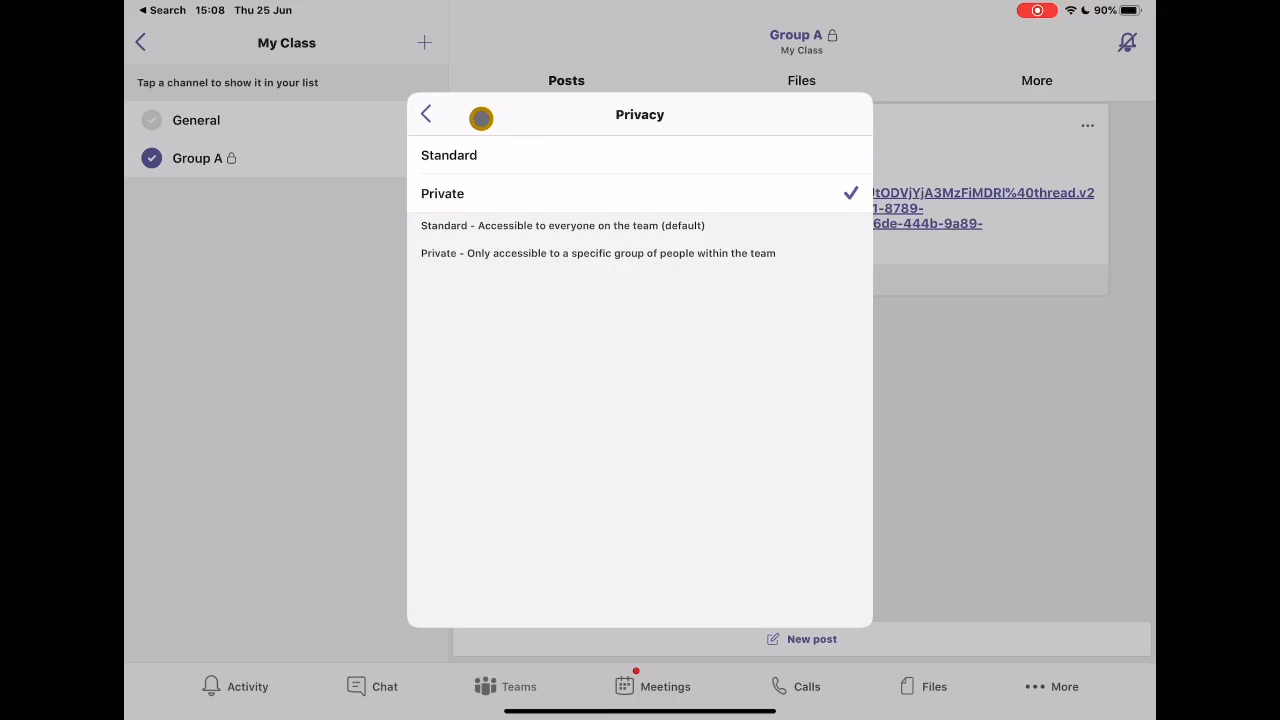 Search 15:08 Thu 25 Jun
90%
My Class
Tap a channel to show it in your list
General
Group A
Group A
My Class
Posts Files More
Privacy
Standard
Private
Standard - Accessible to everyone on the team (default)
Private - Only accessible to a specific group of people within the team
tODVjYjA3MzFiMDRl%40thread.v2
1-8789-
6de-444b-9a89-
New post
Activity Chat Teams Meetings Calls Files More